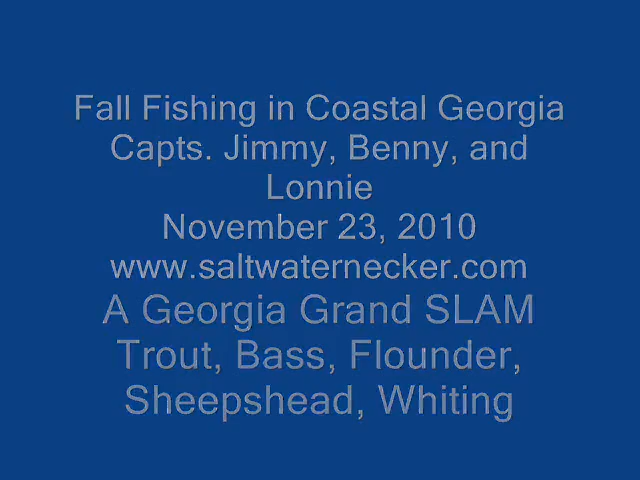 Fall Fishing in Coastal Georgia
Capts. Jimmy, Benny, and
Lonnie
November 23, 2010
www.saltwaternecker.com
A Georgia Grand SLAM
Trout, Bass, Flounder,
Sheepshead, Whiting